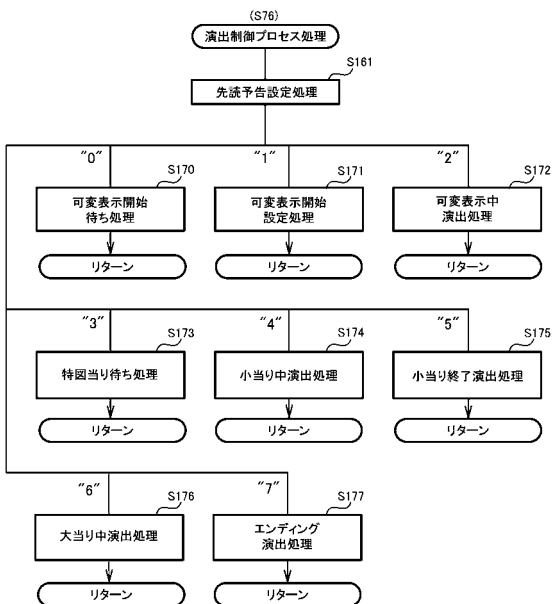 (S76)
演出制御プロセス処理
S161
先読予告設定処理
"0"
"1"
"2"
S170
S171
S172
可変表示開始
待ち処理
可変表示開始
設定処理
可変表示中
演出処理
リターン
リターン
リターン
"3"
"4"
"5"
S173
S174
S175
特図当り待ち処理
小当り中演出処理
小当り終了演出処理
リターン
リターン
リターン
"6"
"7"
S176
S177
大当り中演出処理
エンディング
演出処理
リターン
リターン